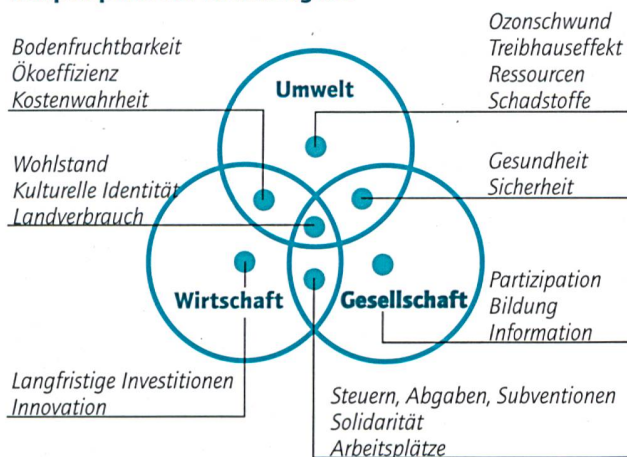 Bodenfruchtbarkeit
Ökoeffizienz
Kostenwahrheit
Ozonschwund
Treibhauseffekt
Ressourcen
Schadstoffe
Umwelt
Wohlstand
Kulturelle Identität
Landverbrauch
Gesundheit
Sicherheit
Wirtschaft
Gesellschaft
Partizipation
Bildung
Information
Langfristige Investitionen
Innovation
Steuern, Abgaben, Subventionen
Solidarität
Arbeitsplätze